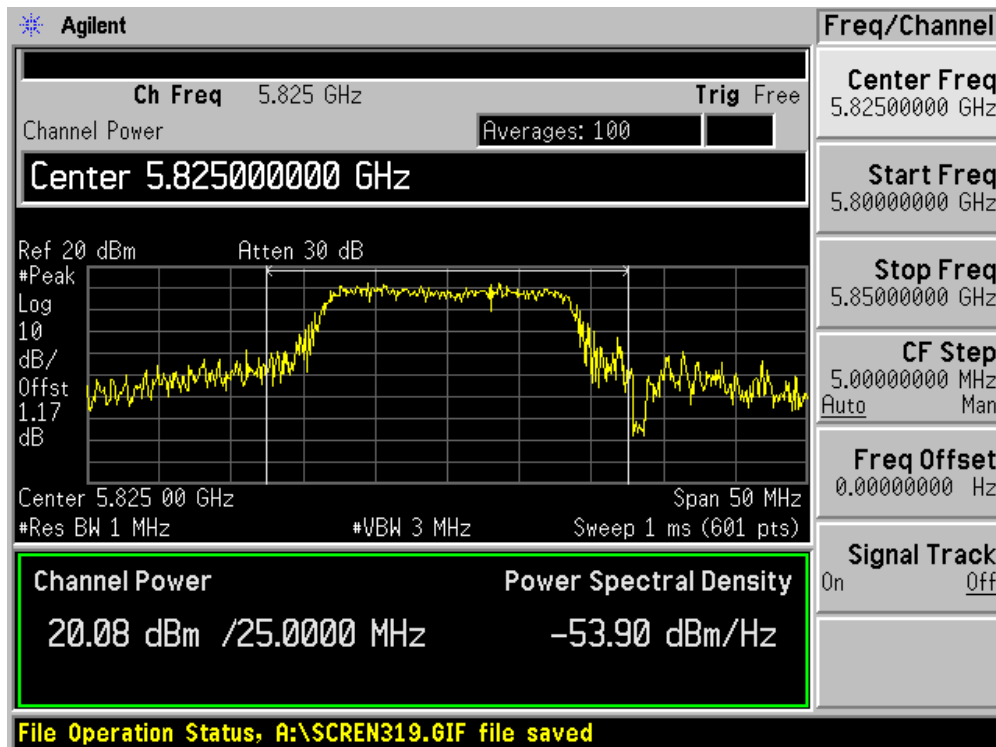 Agilent
Freq/Channel
Ch Freq 5.825 GHz Trig Free
Channel Power Averages: 100
Center 5.825000000 GHz
Ref 20 dBm Atten 30 dB
#Peak
Log
10
dB/
Offst
1.17
dB
Center 5.825 00 GHz Span 50 MHz
#Res BW 1 MHz #VBW 3 MHz Sweep 1 ms (601 pts)
Channel Power Power Spectral Density
20.08 dBm /25.0000 MHz -53.90 dBm/Hz
File Operation Status, A:\SCREN319.GIF file saved
Center Freq
5.82500000 GHz
Start Freq
5.80000000 GHz
Stop Freq
5.85000000 GHz
CF Step
5.00000000 MHz
Auto Man
Freq Offset
0.00000000 Hz
Signal Track
On Off